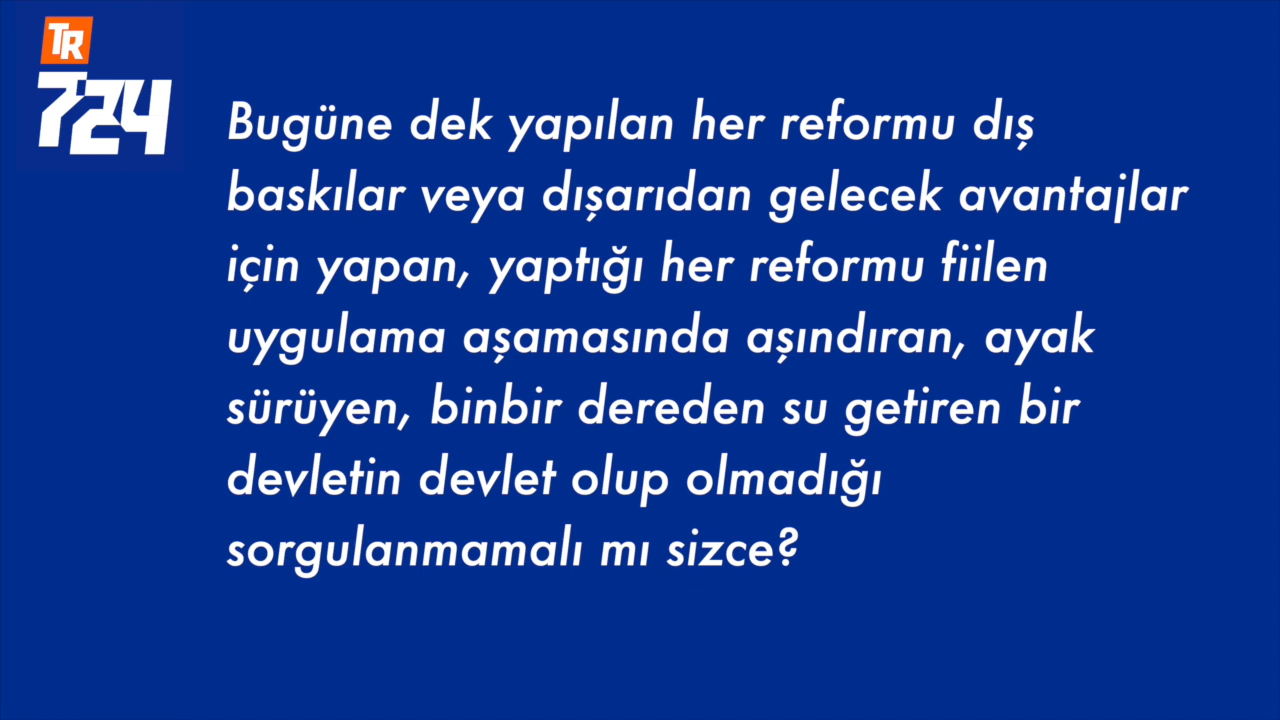 TR
724
Bugüne dek yapılan her reformu dış
baskılar veya dışarıdan gelecek avantajlar
için yapan, yaptığı her reformu fiilen
uygulama aşamasında aşındıran, ayak
sürüyen, binbir dereden su getiren bir
devletin devlet olup olmadığı
sorgulanmamalı mı sizce?